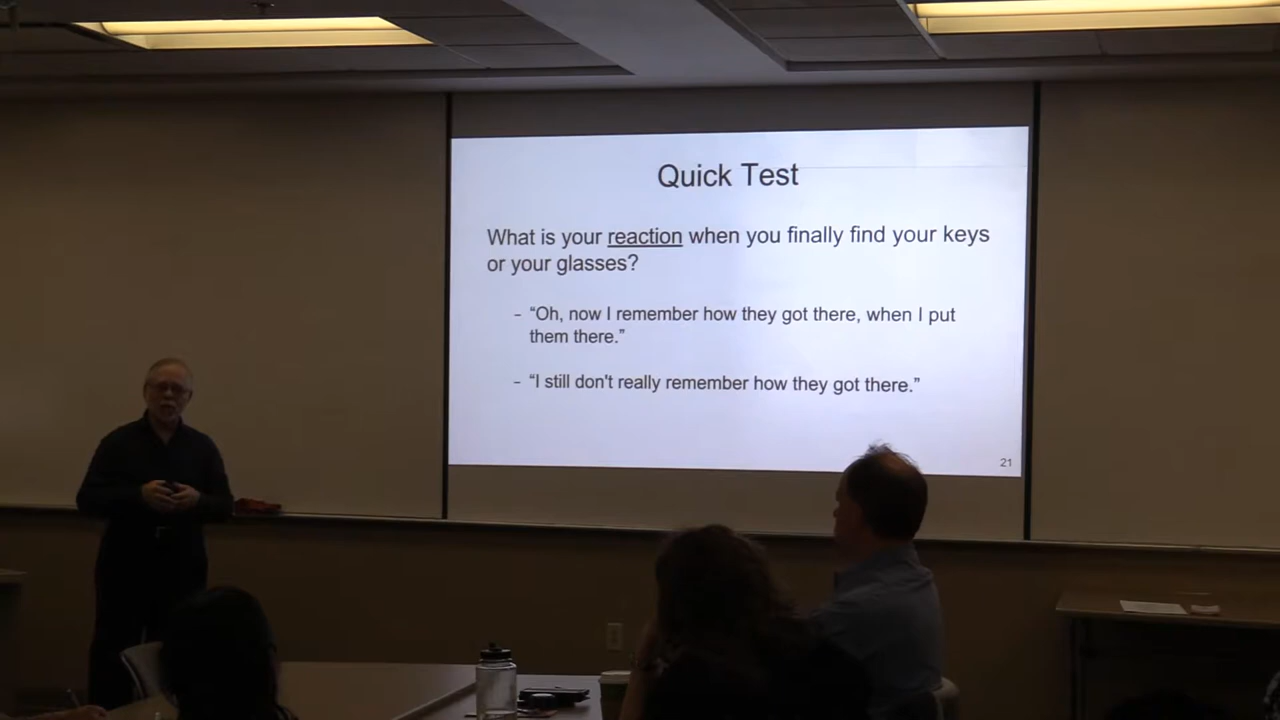 Quick Test
What is your reaction when you finally find your keys
or your glasses?
- “Oh, now I remember how they got there, when I put
them there.”
- “I still don't really remember how they got there.”
21